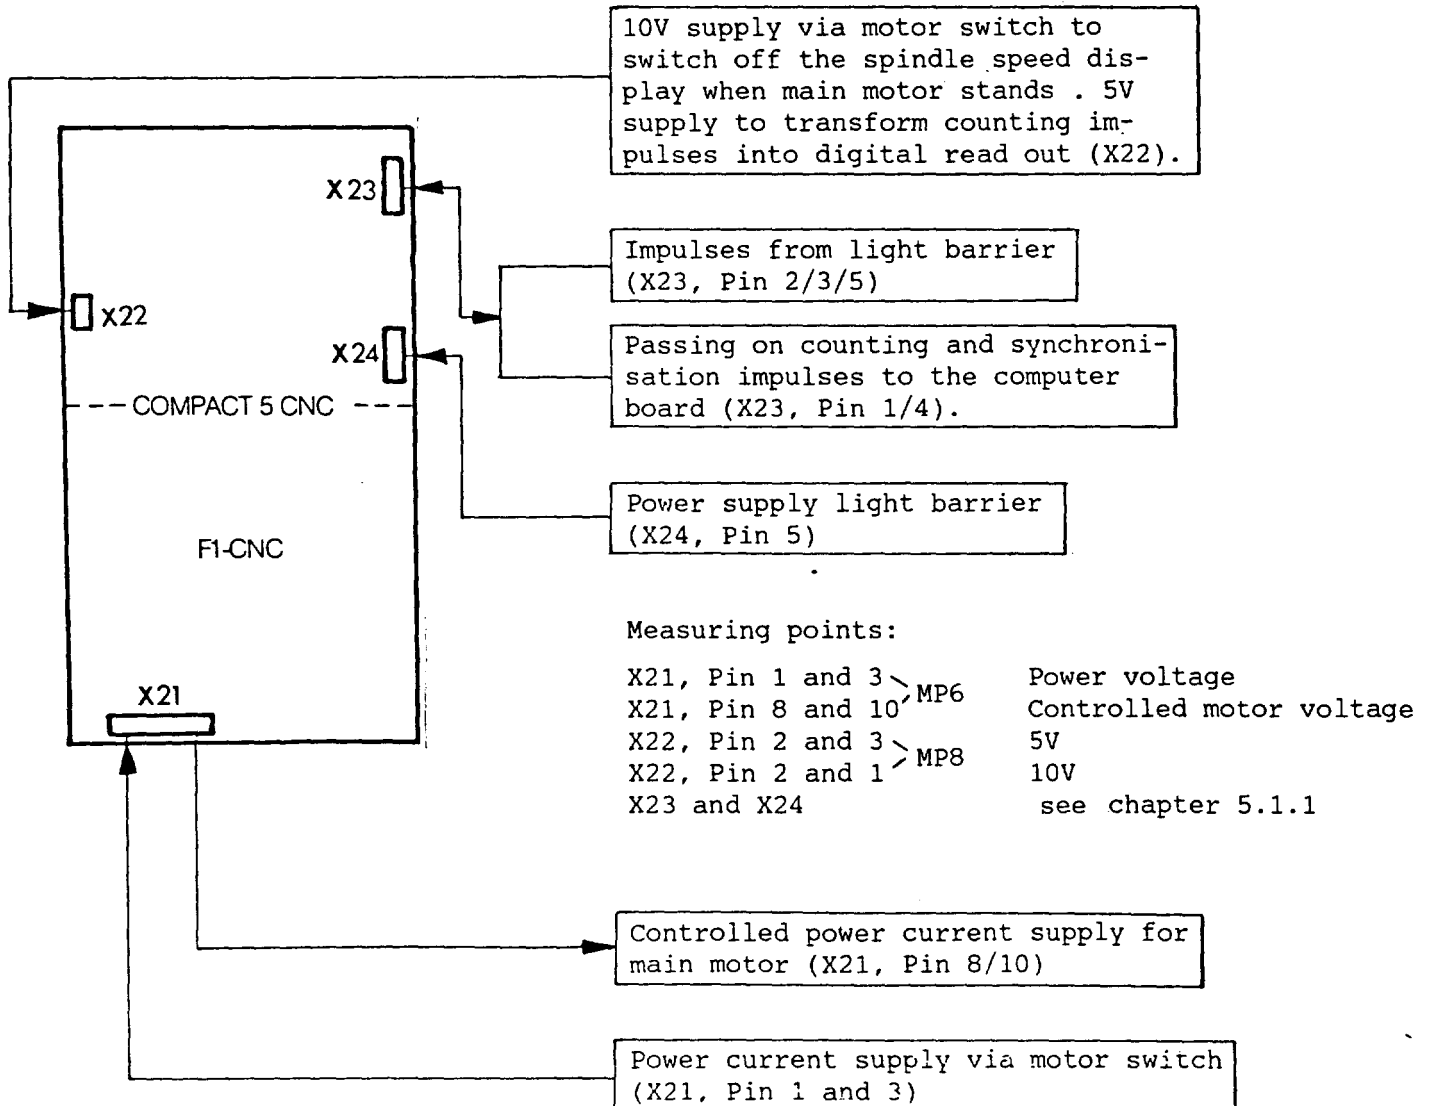 10V supply via motor switch to
switch off the spindle speed dis-
play when main motor stands . 5V
supply to transform counting im-
pulses into digital read out (X22).
X23
Impulses from light barrier
(X23, Pin 2/3/5)
X22
X24
Passing on counting and synchroni-
sation impulses to the computer
board (X23, Pin 1/4).
--- COMPACT 5 CNC ---
Power supply light barrier
(X24, Pin 5)
F1-CNC
Measuring points:
X21, Pin 1 and 3 MP6 Power voltage
X21, Pin 8 and 10 Controlled motor voltage
X22, Pin 2 and 3 MP8 5V
X22, Pin 2 and 1 10V
X23 and X24 see chapter 5.1.1
X21
Controlled power current supply for
main motor (X21, Pin 8/10)
Power current supply via motor switch
(X21, Pin 1 and 3)